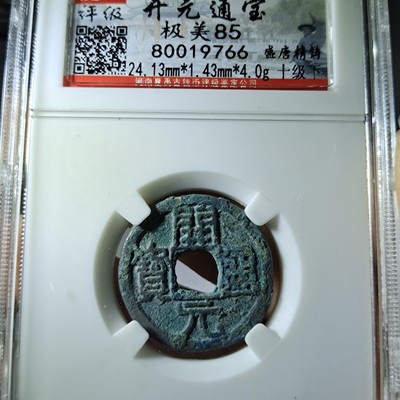 评级
开元通宝
极美85
80019766 盛唐精铸
24.13mm*1.43mm*4.0g 十级下
開元通寶